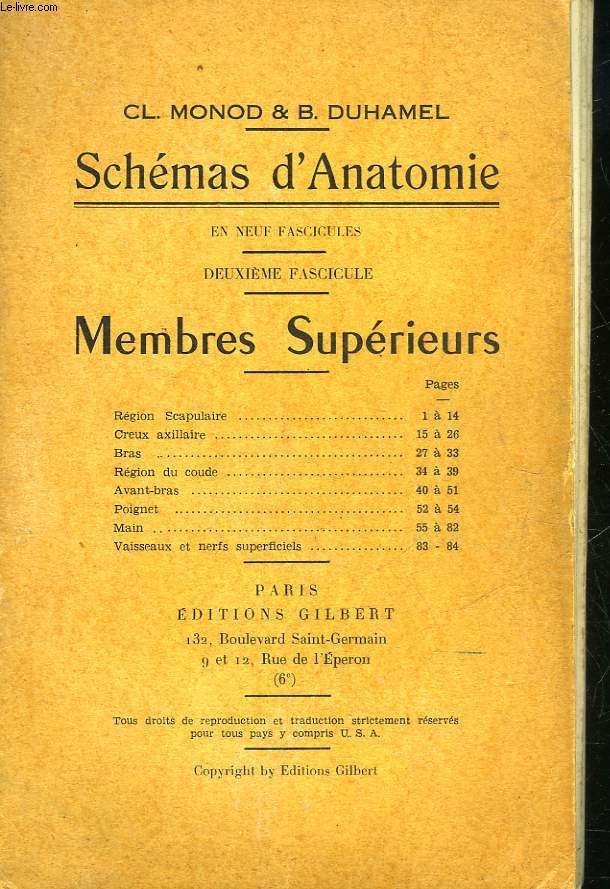 Le-livre.com
CL. MONOD & B. DUHAMEL
Schémas d'Anatomie
EN NEUF FASCICULES
DEUXIÈME FASCICULE
Membres Supérieurs
Pages
Région Scapulaire ........................... 1 à 14
Creux axillaire .............................. 15 à 26
Bras .. .................................... 27 à 33
Région du coude ............................ 34 à 39
Avant-bras .................................. 40 à 51
Poignet .................................... 52 à 54
Main .. .................................... 55 à 82
Vaisseaux et nerfs superficiels ............... 83 - 84
PARIS
ÉDITIONS GILBERT
132, Boulevard Saint-Germain
9 et 12, Rue de l'Éperon
(6e)
Tous droits de reproduction et traduction strictement réservés
pour tous pays y compris U. S. A.
Copyright by Editions Gilbert